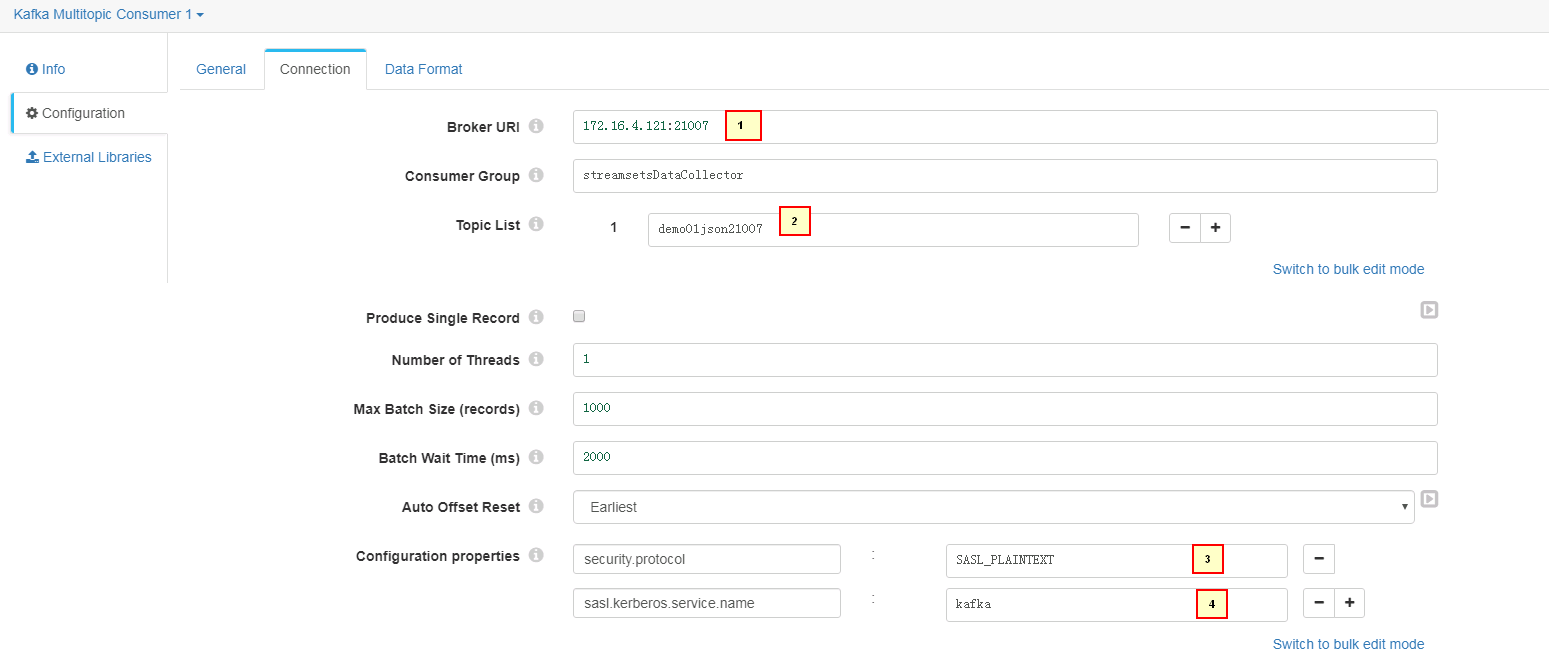 Kafka Multitopic Consumer 1
Info
General
Connection
Data Format
Configuration
External Libraries
Broker URI
172.16.4.121:21007
1
Consumer Group
streamsetsDataCollector
Topic List
1
demo01json21007
2
Switch to bulk edit mode
Produce Single Record
Number of Threads
1
Max Batch Size (records)
1000
Batch Wait Time (ms)
2000
Auto Offset Reset
Earliest
Configuration properties
security.protocol
:
SASL_PLAINTEXT
3
sasl.kerberos.service.name
:
kafka
4
Switch to bulk edit mode